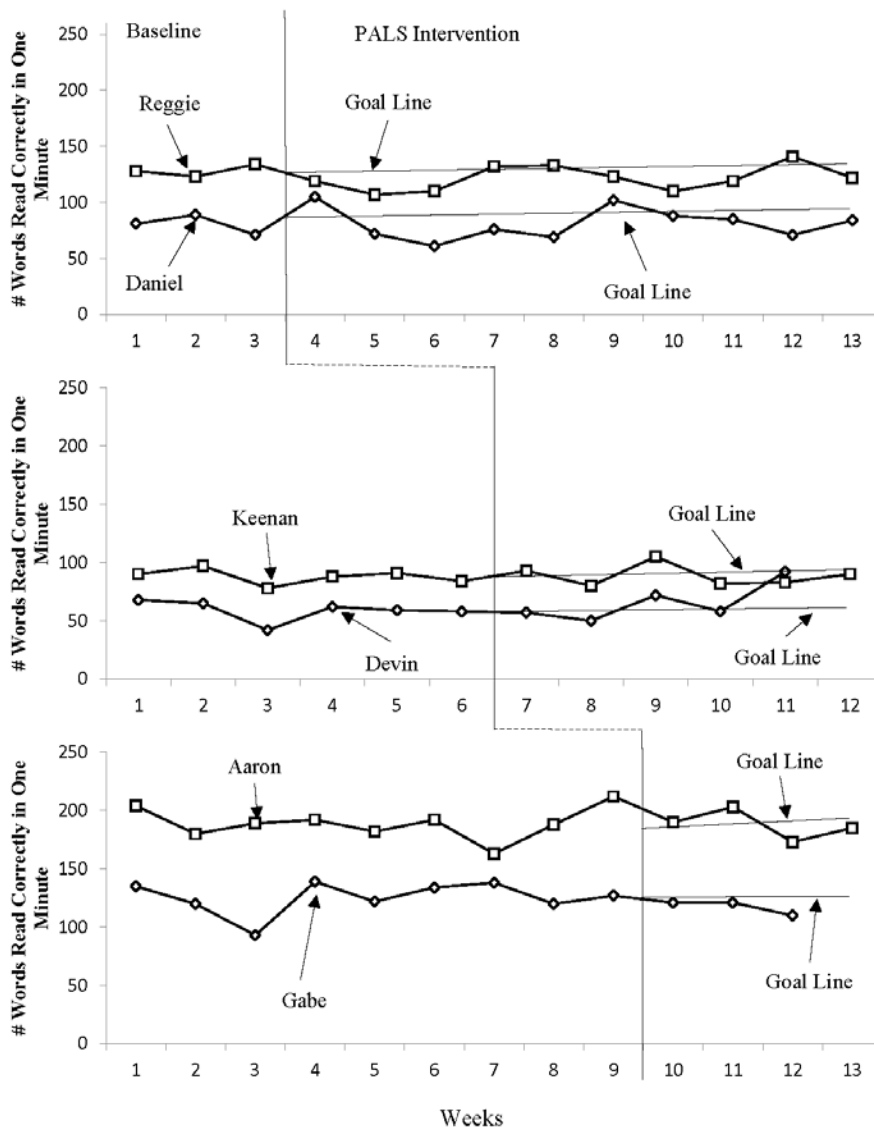 # Words Read Correctly in One
Minute
250
200
150
100
50
0
Baseline
PALS Intervention
Reggie
Goal Line
Daniel
Goal Line
1 2 3 4 5 6 7 8 9 10 11 12 13
# Words Read Correctly in One
Minute
250
200
150
100
50
0
Keenan
Goal Line
Devin
Goal Line
1 2 3 4 5 6 7 8 9 10 11 12
# Words Read Correctly in One
Minute
250
200
150
100
50
0
Aaron
Goal Line
Gabe
Goal Line
1 2 3 4 5 6 7 8 9 10 11 12 13
Weeks